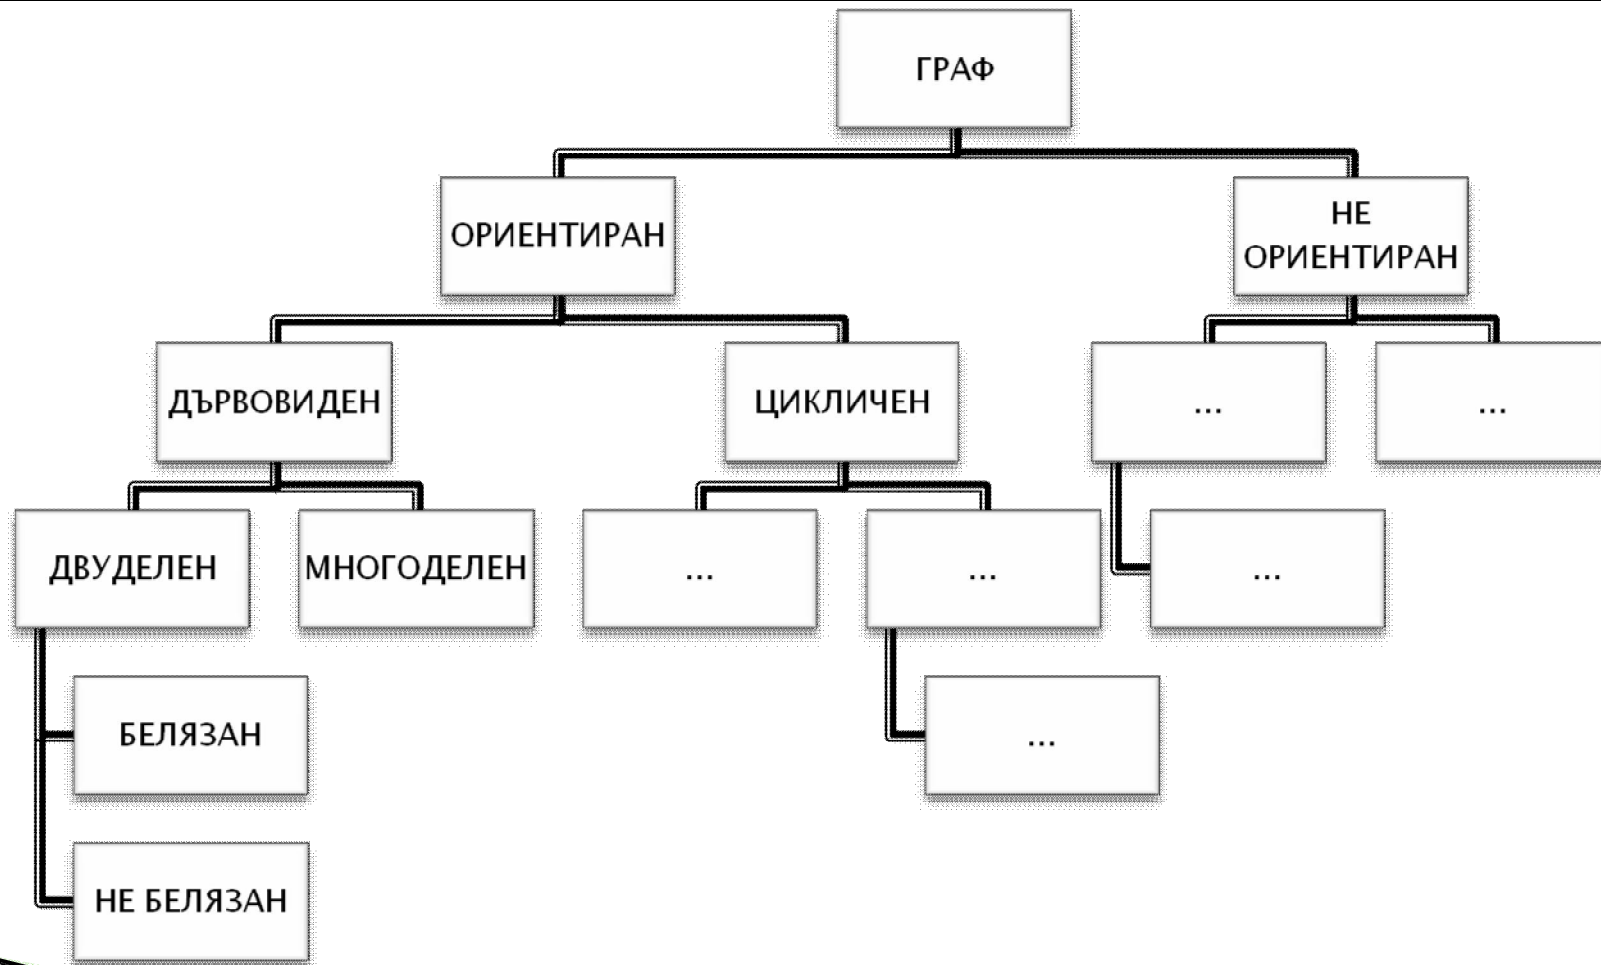 ГРАФ
ОРИЕНТИРАН
НЕ
ОРИЕНТИРАН
ДЪРВОВИДЕН
ЦИКЛИЧЕН
...
...
ДВУДЕЛЕН
МНОГОДЕЛЕН
...
...
...
БЕЛЯЗАН
...
НЕ БЕЛЯЗАН